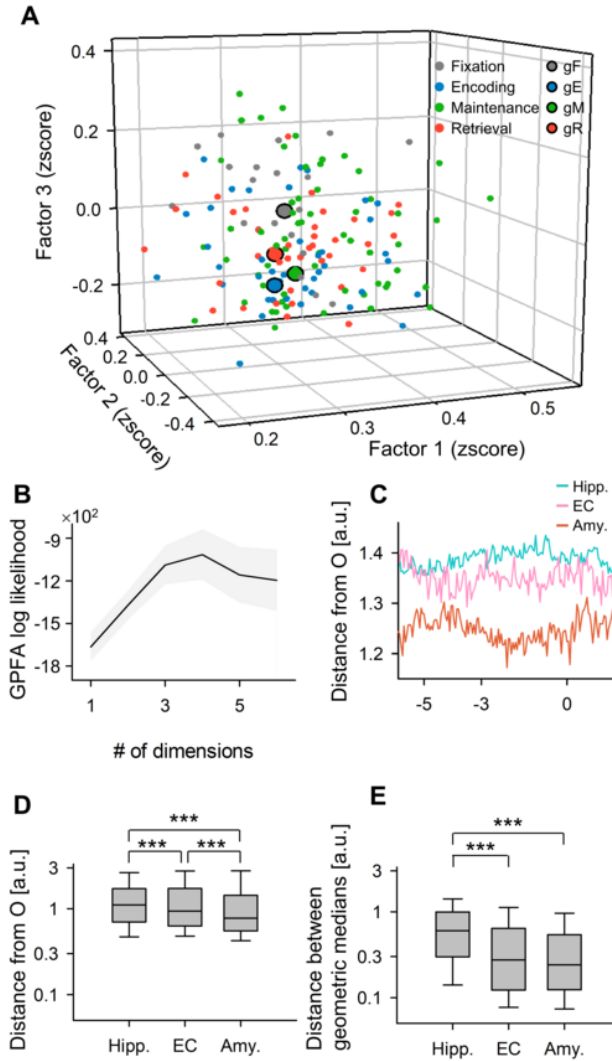 A
Factor 3 (zscore)
0.4
0.2
0.0
-0.2
0.4
0.2
0.0
-0.2
-0.4
Factor 2 (zscore)
0.2
0.3
0.4
0.5
Factor 1 (zscore)
Fixation
Encoding
Maintenance
Retrieval
gF
gE
gM
gR
B
×10²
GPFA log likelihood
-9
-12
-18
1
3
5
# of dimensions
C
Hipp.
EC
Amy.
Distance from O [a.u.]
1.4
1.3
1.2
-5
-3
0
D
Distance from O [a.u.]
3
1
0.3
0.1
***
***
***
Hipp.
EC
Amy.
E
Distance between
geometric medians [a.u.]
3
1
0.3
0.1
***
***
Hipp.
EC
Amy.